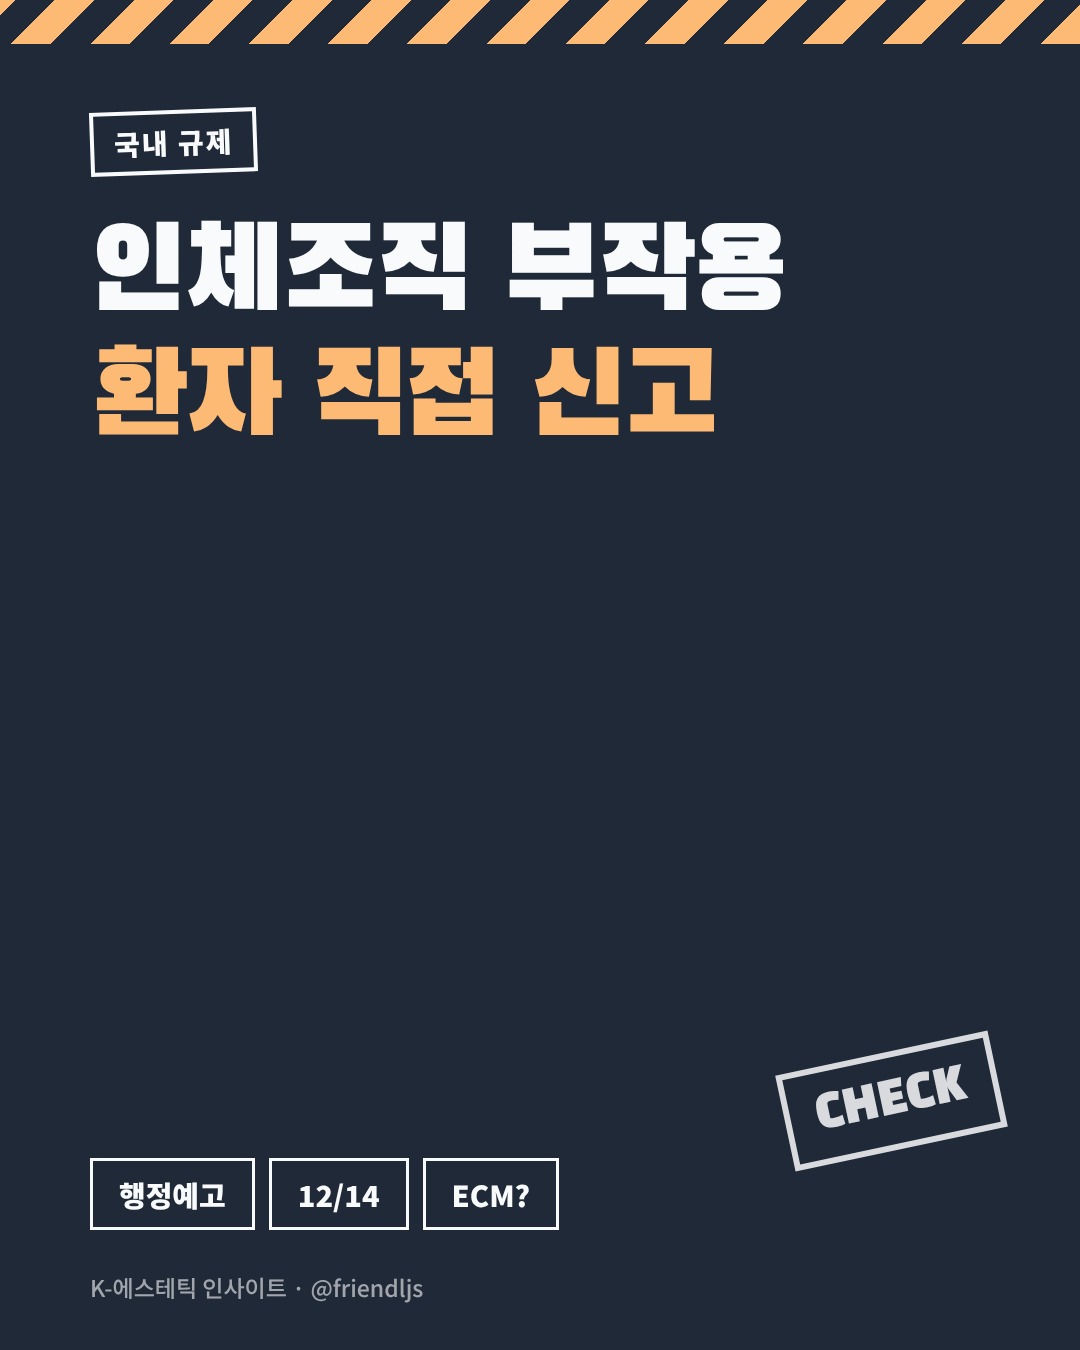 국내 규제
인체조직 부작용
환자 직접 신고
CHECK
행정예고
12/14
ECM?
K-에스테틱 인사이트 · @friendljs